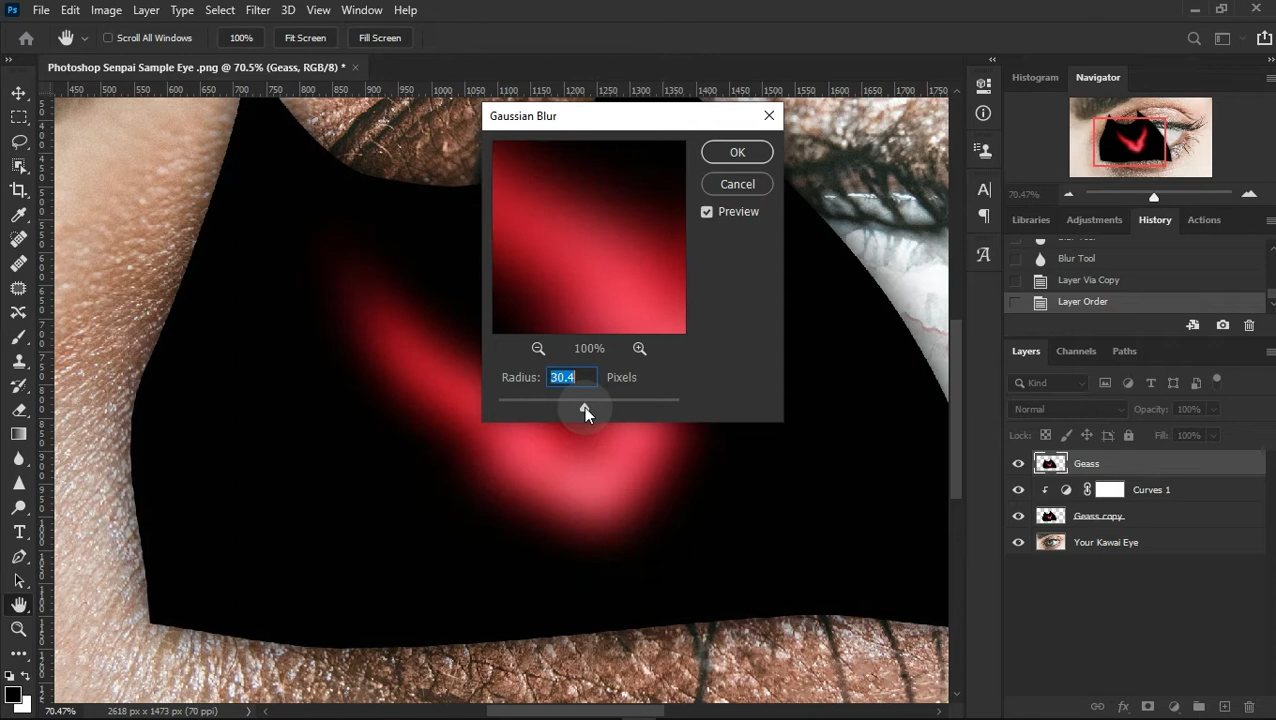 Ps File Edit Image Layer Type Select Filter 3D View Window Help
Scroll All Windows 100% Fit Screen Fill Screen
Photoshop Senpai Sample Eye .png @ 70.5% (Geass, RGB/8) *
450 500 550 600 650 700 750 800 850 900 950 1000 1050 1100 1150 1200 1250 1300 1350 1400 1450 1500 1550 1600 1650 1700 1750
Histogram Navigator
70.47%
Libraries Adjustments History Actions
Blur Tool
Layer Via Copy
Layer Order
Layers Channels Paths
Kind
Normal Opacity: 100%
Lock: Fill: 100%
Geass
Curves 1
Geass copy
Your Kawai Eye
Gaussian Blur
OK
Cancel
Preview
100%
Radius: 30.4 Pixels
70.47% 2618 px x 1473 px (70 ppi)